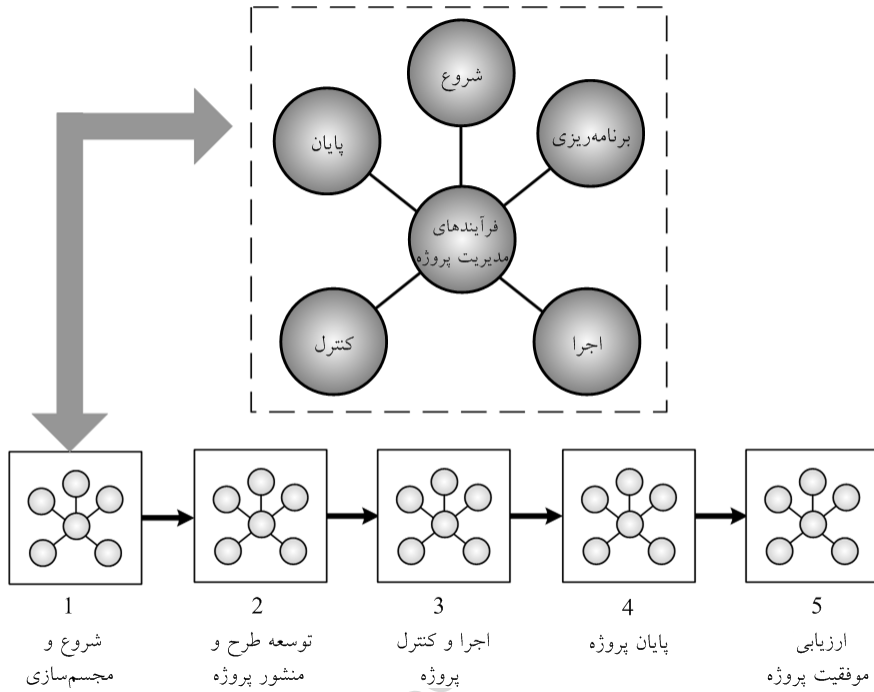 شروع
برنامه‌ریزی
پایان
فرآیندهای
مدیریت پروژه
کنترل
اجرا
1
شروع و
مجسم‌سازی
2
توسعه طرح و
منشور پروژه
3
اجرا و کنترل
پروژه
4
پایان پروژه
5
ارزیابی
موفقیت پروژه